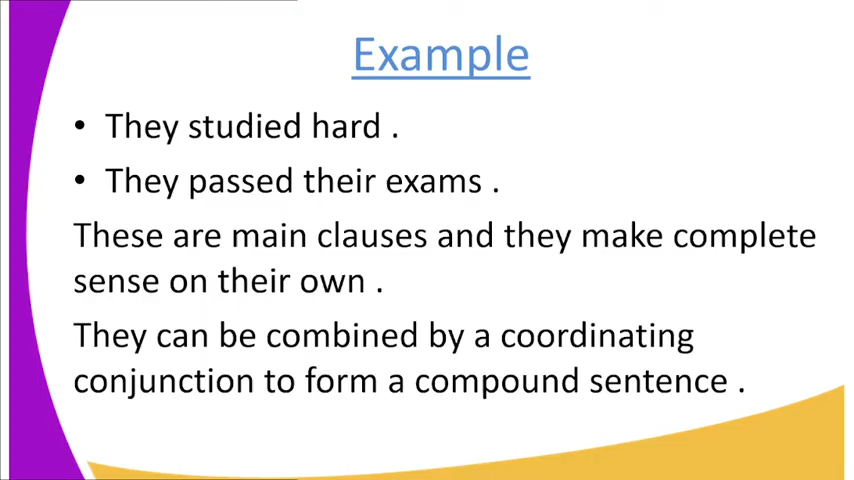 Example
• They studied hard .
• They passed their exams .
These are main clauses and they make complete
sense on their own .
They can be combined by a coordinating
conjunction to form a compound sentence .